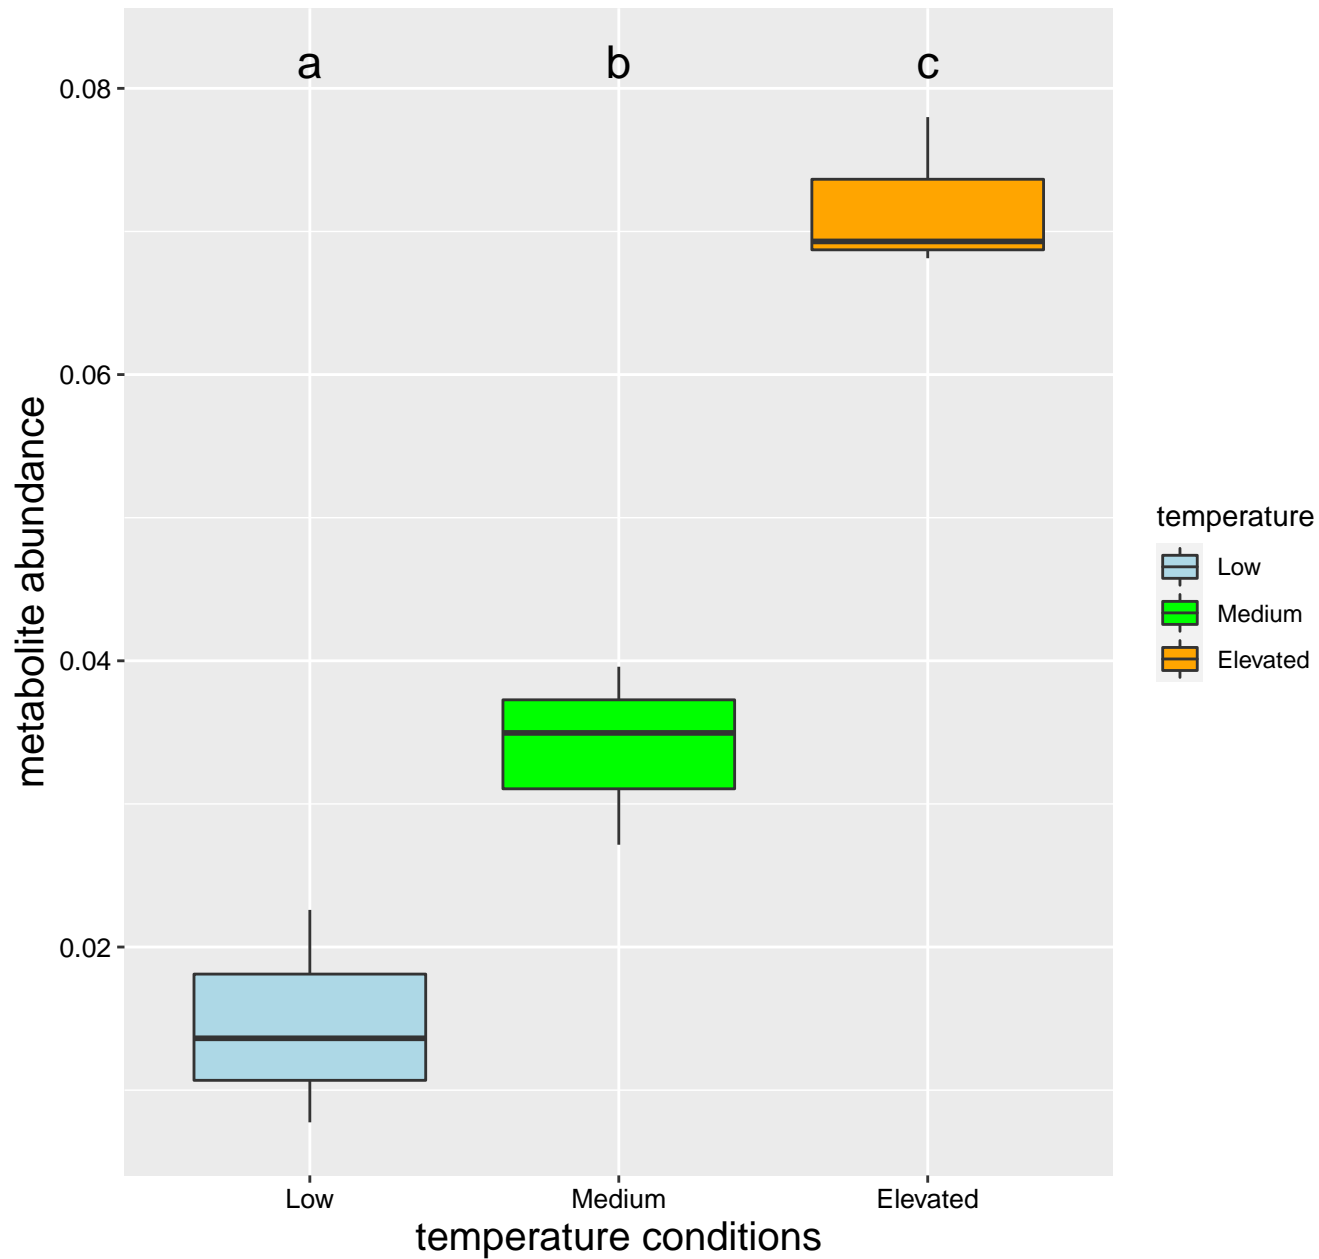 a b c
0.08
0.06
0.04
0.02
metabolite abundance
Low Medium Elevated
temperature conditions
temperature
Low
Medium
Elevated